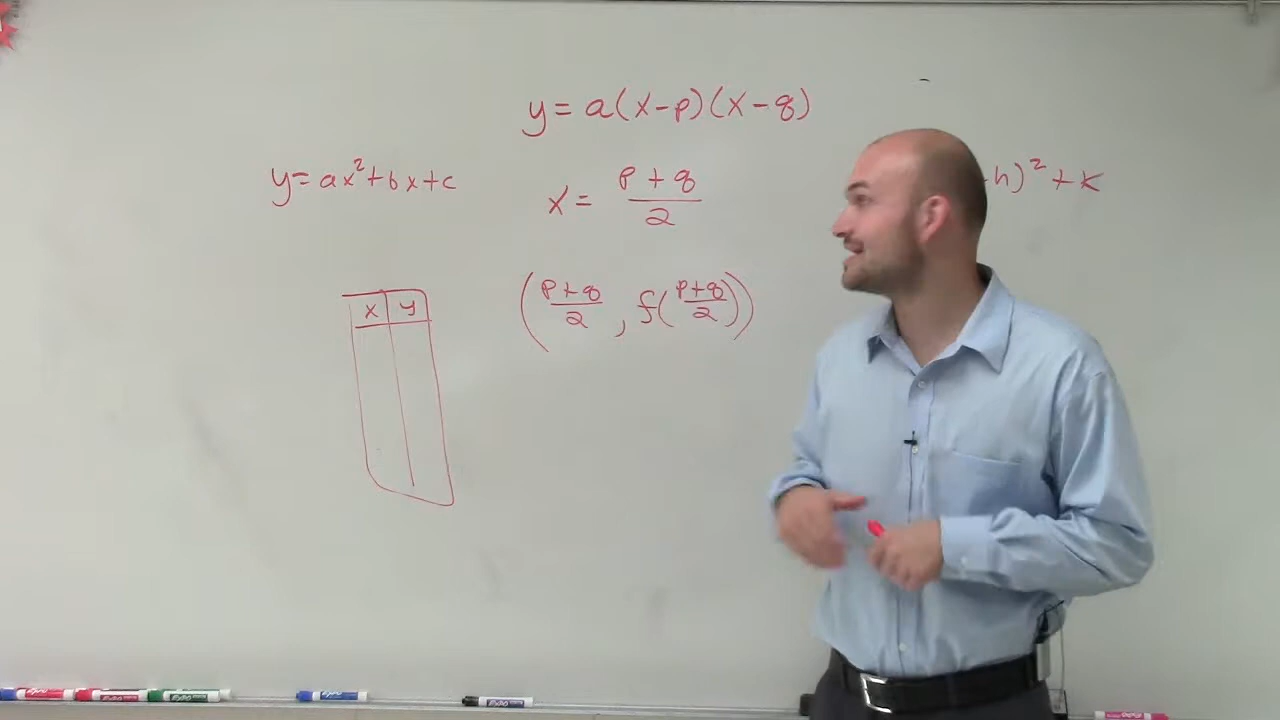 y = a(x-p)(x-q)
y = ax²+bx+c
x = p+q/2
-h)²+k
x y
(p+q/2, f(p+q/2))